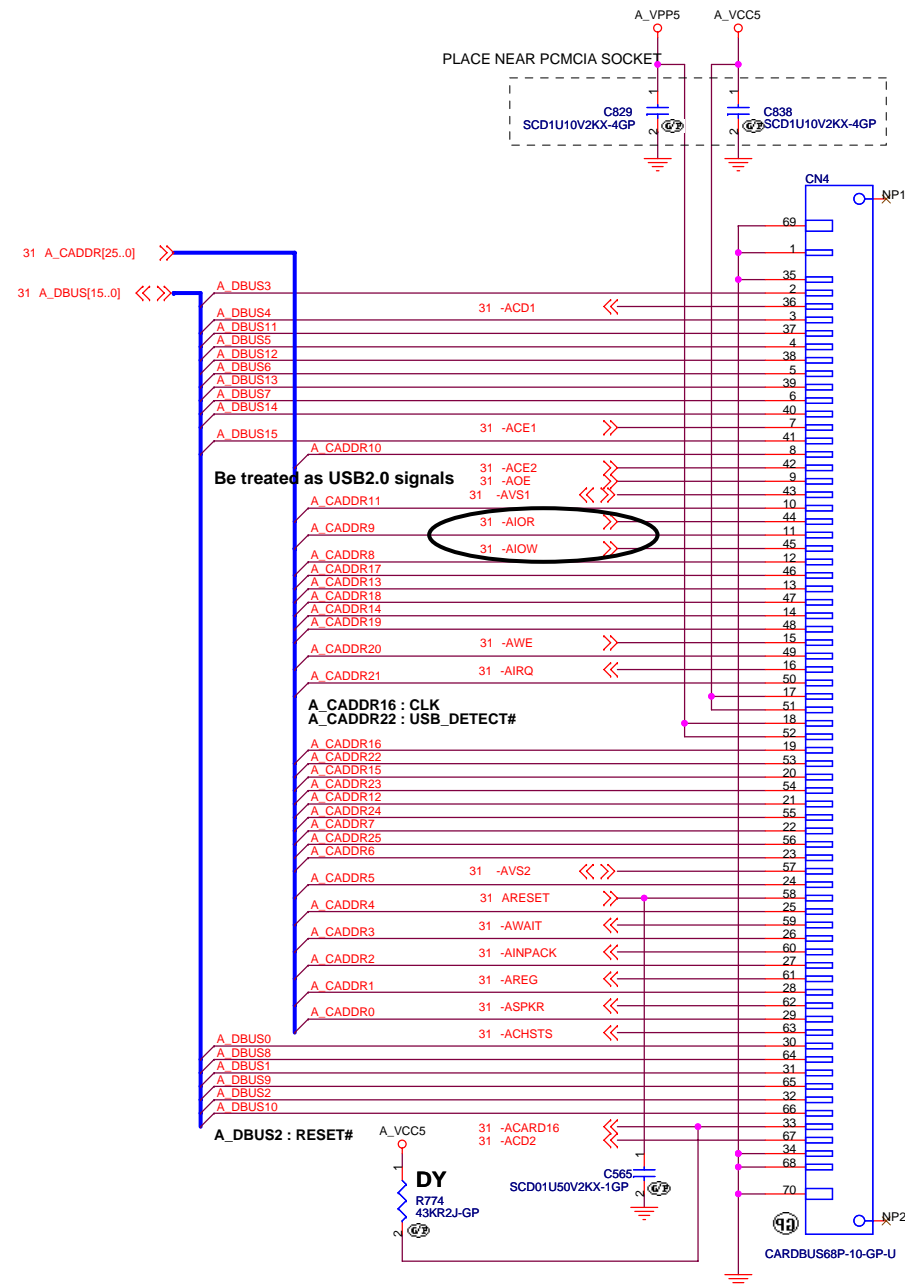 A_VPP5 A_VCC5
PLACE NEAR PCMCIA SOCKET
1 1
C829 C838
SCD1U10V2KX-4GP SCD1U10V2KX-4GP
2 G/P 2 G/P
CN4
NP1
69
31 A_CADDR[25..0] 1
35
31 A_DBUS[15..0] A_DBUS3 2
31 -ACD1 36
A_DBUS4 3
A_DBUS11 37
A_DBUS5 4
A_DBUS12 38
A_DBUS6 5
A_DBUS13 39
A_DBUS7 6
A_DBUS14 40
31 -ACE1 7
A_DBUS15 41
A_CADDR10 8
31 -ACE2 42
Be treated as USB2.0 signals 31 -AOE 9
31 -AVS1 43
A_CADDR11 10
31 -AIOR 44
A_CADDR9 11
31 -AIOW 45
A_CADDR8 12
A_CADDR17 46
A_CADDR13 13
A_CADDR18 47
A_CADDR14 14
A_CADDR19 48
31 -AWE 15
A_CADDR20 49
31 -AIRQ 16
A_CADDR21 50
17
A_CADDR16 : CLK 51
A_CADDR22 : USB_DETECT# 18
52
A_CADDR16 19
A_CADDR22 53
A_CADDR15 20
A_CADDR23 54
A_CADDR12 21
A_CADDR24 55
A_CADDR7 22
A_CADDR25 56
A_CADDR6 23
31 -AVS2 57
A_CADDR5 24
31 ARESET 58
A_CADDR4 25
31 -AWAIT 59
A_CADDR3 26
31 -AINPACK 60
A_CADDR2 27
31 -AREG 61
A_CADDR1 28
31 -ASPKR 62
A_CADDR0 29
31 -ACHSTS 63
A_DBUS0 30
A_DBUS8 64
A_DBUS1 31
A_DBUS9 65
A_DBUS2 32
A_DBUS10 66
31 -ACARD16 33
A_DBUS2 : RESET# A_VCC5 31 -ACD2 67
34
1 1 68
DY C565
R774 SCD01U50V2KX-1GP
43KR2J-GP 2 G/P 70
2 G/P
GP NP2
CARDBUS68P-10-GP-U